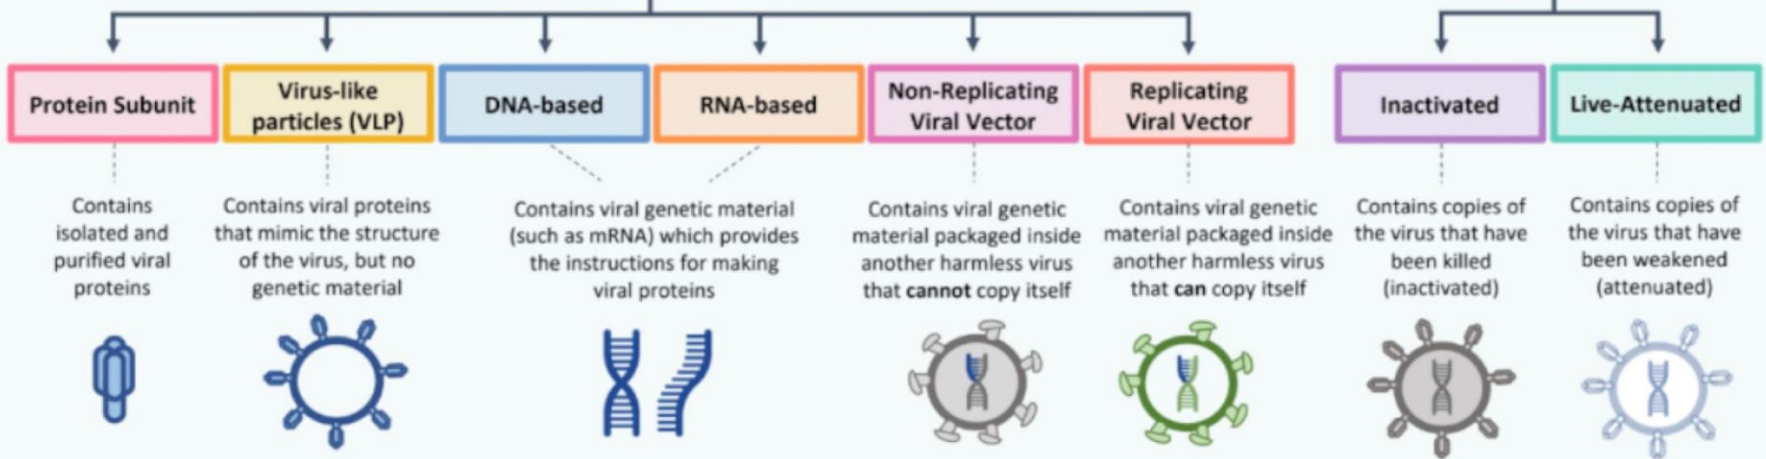 Protein Subunit
Virus-like
particles (VLP)
DNA-based
RNA-based
Non-Replicating
Viral Vector
Replicating
Viral Vector
Inactivated
Live-Attenuated
Contains
isolated and
purified viral
proteins
Contains viral proteins
that mimic the structure
of the virus, but no
genetic material
Contains viral genetic material
(such as mRNA) which provides
the instructions for making
viral proteins
Contains viral genetic
material packaged inside
another harmless virus
that cannot copy itself
Contains viral genetic
material packaged inside
another harmless virus
that can copy itself
Contains copies of
the virus that have
been killed
(inactivated)
Contains copies of
the virus that have
been weakened
(attenuated)